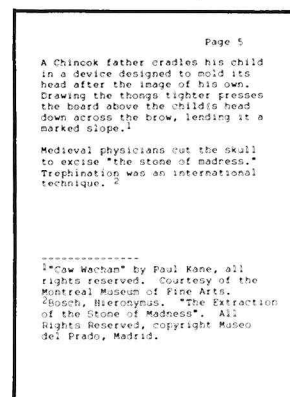 Page 5
A Chinook father cradles his child
in a device designed to mold its
head after the image of his own.
Drawing the thongs tighter presses
the board above the child's head
down across the brow, lending it a
marked slope.1
Medieval physicians cut the skull
to excise "the stone of madness."
Trephination was an international
technique. 2
---------------
1"Caw Wacham" by Paul Kane, all
rights reserved. Courtesy of the
Montreal Museum of Fine Arts.
2Bosch, Hieronymus. "The Extraction
of the Stone of Madness". All
Rights Reserved, copyright Museo
del Prado, Madrid.